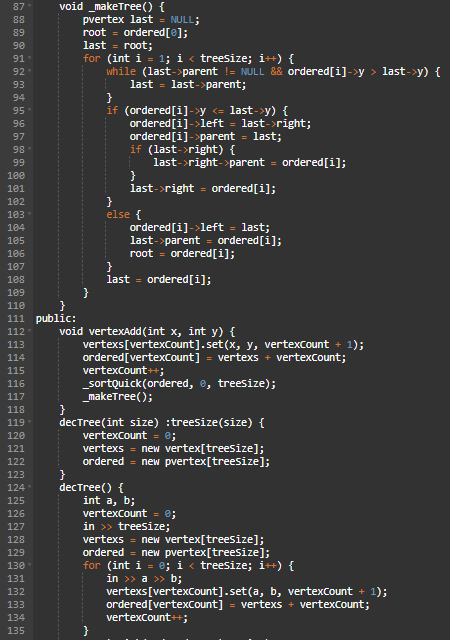 87 void _makeTree() {
88 pvertex last = NULL;
89 root = ordered[0];
90 last = root;
91 for (int i = 1; i < treeSize; i++) {
92 while (last->parent != NULL && ordered[i]->y > last->y) {
93 last = last->parent;
94 }
95 if (ordered[i]->y <= last->y) {
96 ordered[i]->left = last->right;
97 ordered[i]->parent = last;
98 if (last->right) {
99 last->right->parent = ordered[i];
100 }
101 last->right = ordered[i];
102 }
103 else {
104 ordered[i]->left = last;
105 last->parent = ordered[i];
106 root = ordered[i];
107 }
108 last = ordered[i];
109 }
110 }
111 public:
112 void vertexAdd(int x, int y) {
113 vertexs[vertexCount].set(x, y, vertexCount + 1);
114 ordered[vertexCount] = vertexs + vertexCount;
115 vertexCount++;
116 _sortQuick(ordered, 0, treeSize);
117 _makeTree();
118 }
119 decTree(int size) :treeSize(size) {
120 vertexCount = 0;
121 vertexs = new vertex[treeSize];
122 ordered = new pvertex[treeSize];
123 }
124 decTree() {
125 int a, b;
126 vertexCount = 0;
127 in >> treeSize;
128 vertexs = new vertex[treeSize];
129 ordered = new pvertex[treeSize];
130 for (int i = 0; i < treeSize; i++) {
131 in >> a >> b;
132 vertexs[vertexCount].set(a, b, vertexCount + 1);
133 ordered[vertexCount] = vertexs + vertexCount;
134 vertexCount++;
135 }